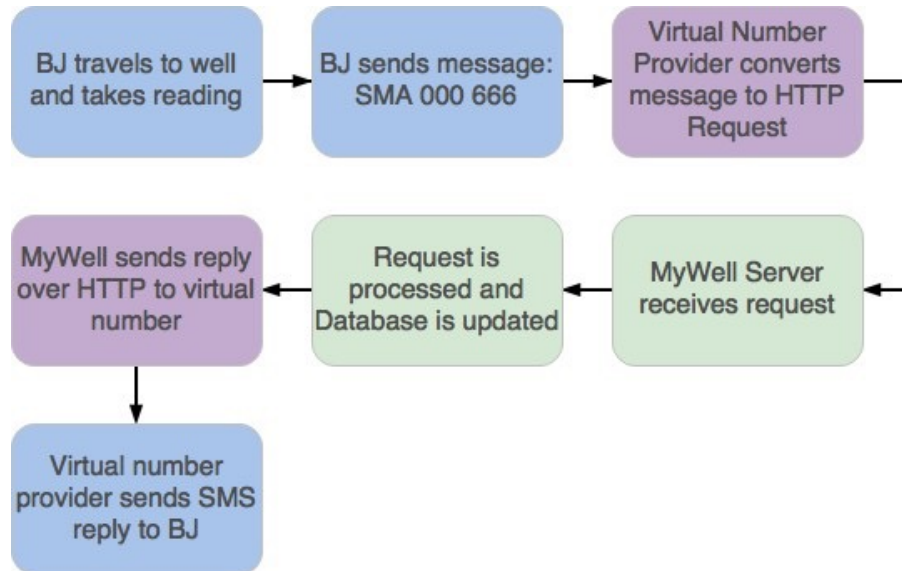 BJ travels to well
and takes reading
BJ sends message:
SMA 000 666
Virtual Number
Provider converts
message to HTTP
Request
MyWell Server
receives request
Request is
processed and
Database is updated
MyWell sends reply
over HTTP to virtual
number
Virtual number
provider sends SMS
reply to BJ